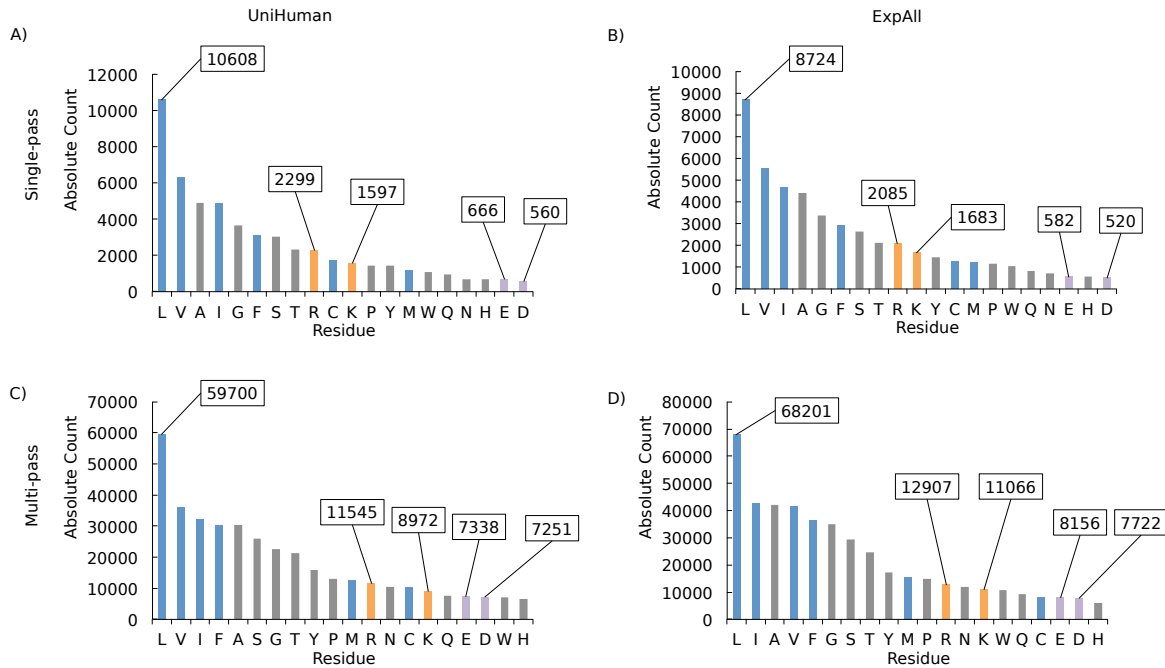 UniHuman
ExpAll
A)
Single-pass
Absolute Count
12000
10000
8000
6000
4000
2000
0
10608
2299
1597
666
560
L V A I G F S T R C K P Y M W Q N H E D
Residue
B)
Absolute Count
10000
9000
8000
7000
6000
5000
4000
3000
2000
1000
0
8724
2085
1683
582
520
L V I A G F S T R K Y C M P W Q N E H D
Residue
C)
Multi-pass
Absolute Count
70000
60000
50000
40000
30000
20000
10000
0
59700
11545
8972
7338
7251
L V I F A S G T Y P M R N C K Q E D W H
Residue
D)
Absolute Count
80000
70000
60000
50000
40000
30000
20000
10000
0
68201
12907
11066
8156
7722
L I A V F G S T Y M P R N K W Q C E D H
Residue